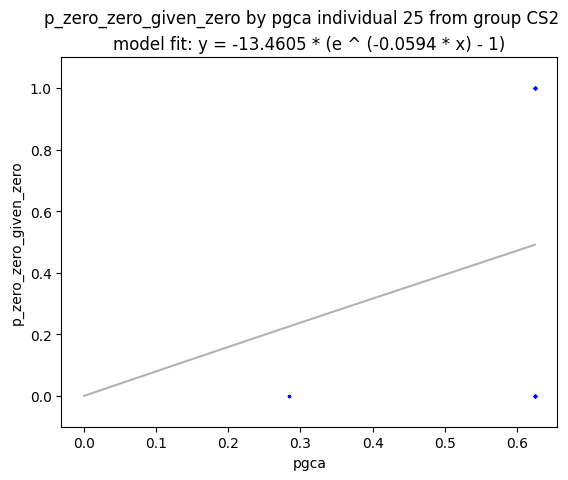 p_zero_zero_given_zero by pgca individual 25 from group CS2
model fit: y = -13.4605 * (e ^ (-0.0594 * x) - 1)
1.0
0.8
0.6
0.4
0.2
0.0
p_zero_zero_given_zero
0.0 0.1 0.2 0.3 0.4 0.5 0.6
pgca